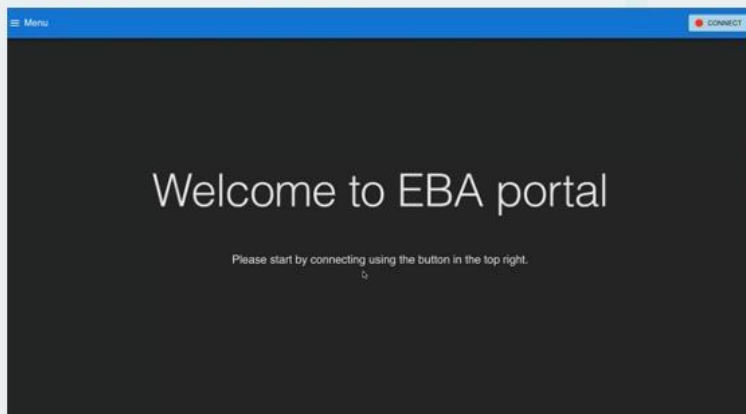 Menu
CONNECT
Welcome to EBA portal
Please start by connecting using the button in the top right.